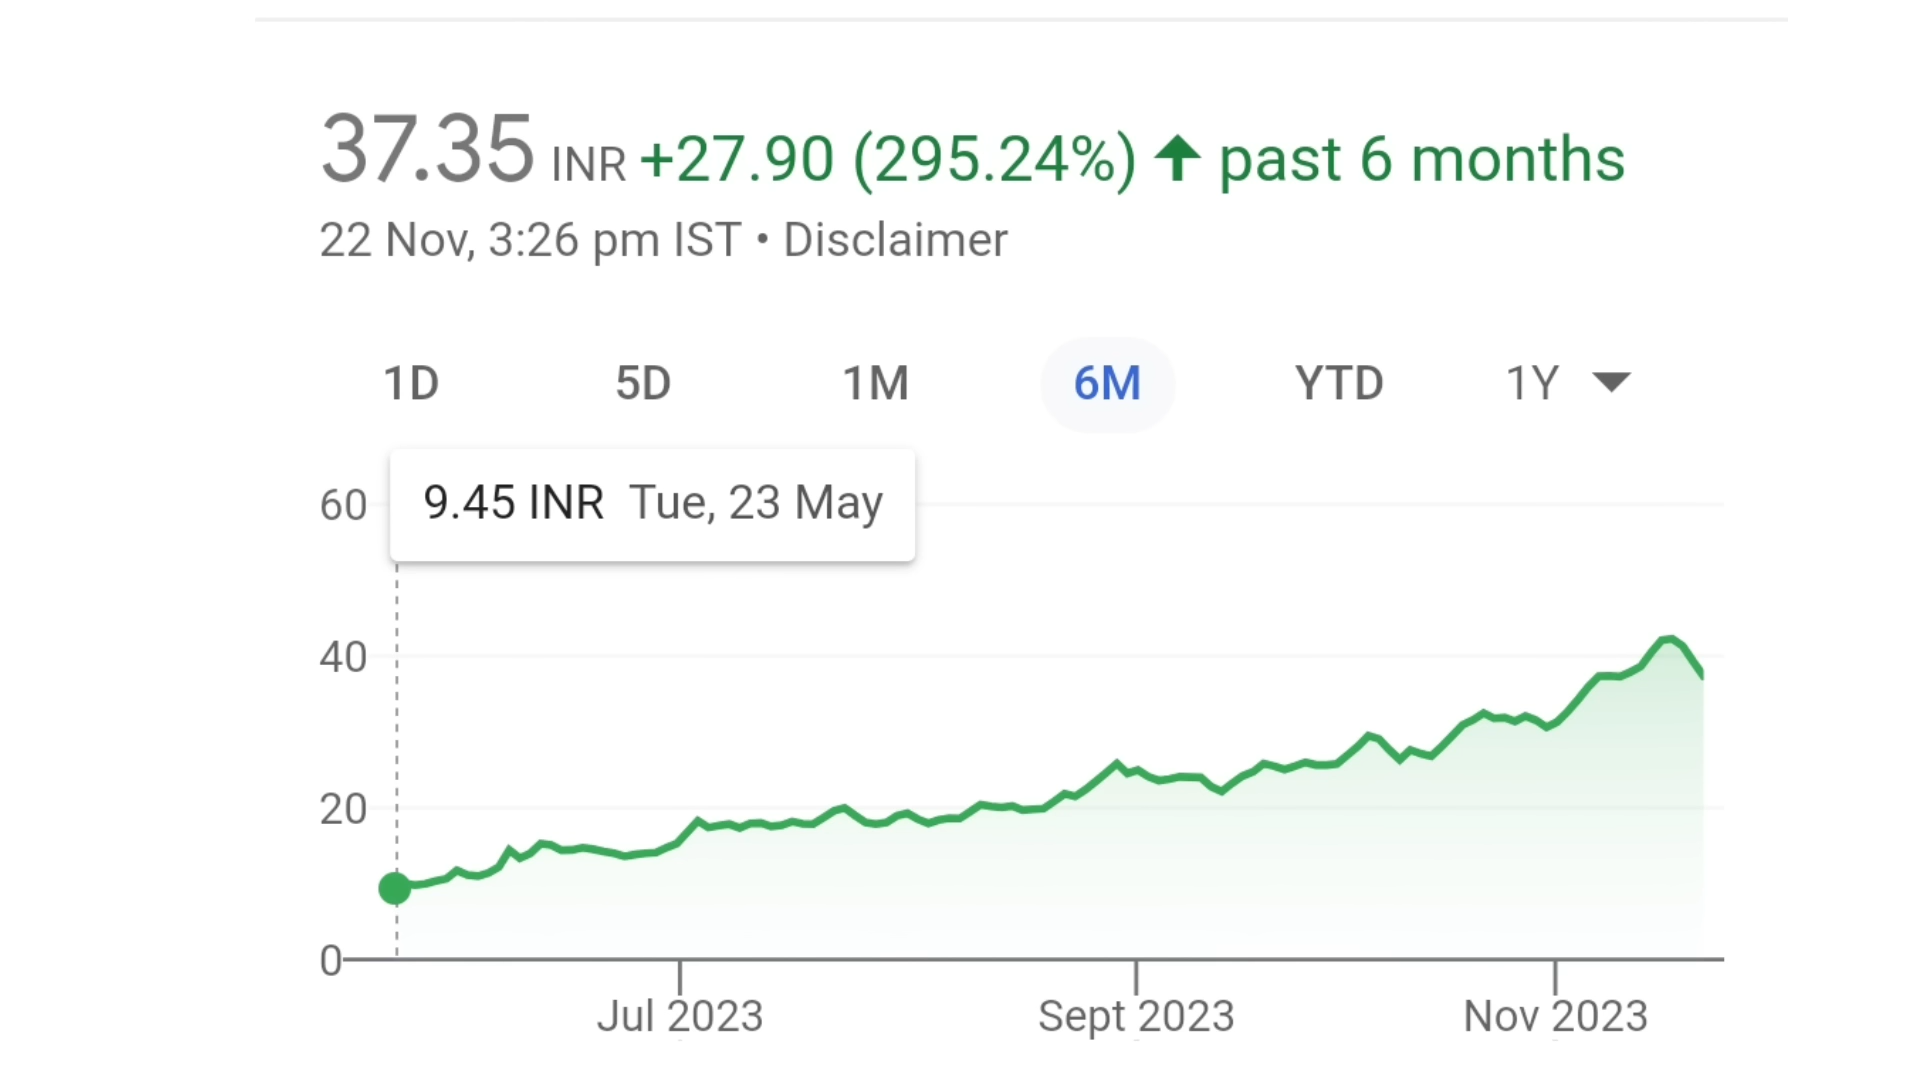 37.35 INR +27.90 (295.24%) ↑ past 6 months
22 Nov, 3:26 pm IST • Disclaimer
1D 5D 1M 6M YTD 1Y
9.45 INR Tue, 23 May
60
40
20
0
Jul 2023 Sept 2023 Nov 2023